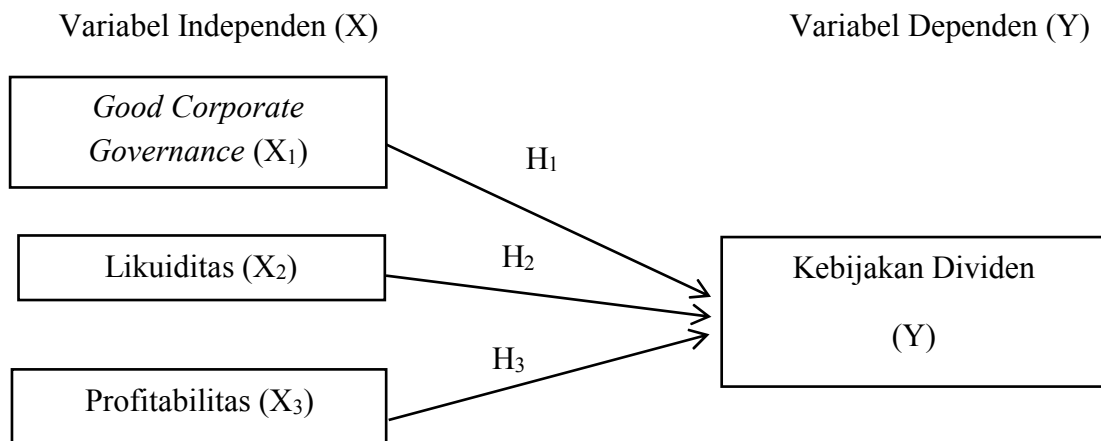 Variabel Independen (X)
Variabel Dependen (Y)
Good Corporate
Governance (X₁)
H₁
Likuiditas (X₂)
H₂
Kebijakan Dividen
(Y)
H₃
Profitabilitas (X₃)